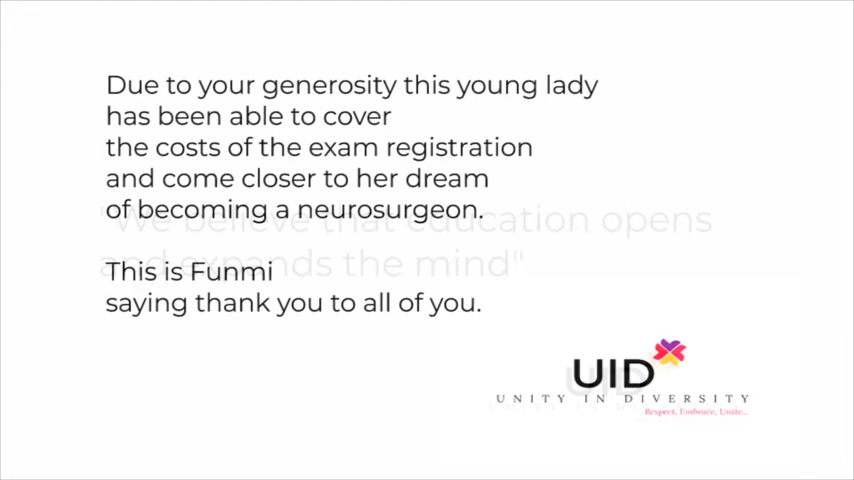 Due to your generosity this young lady
has been able to cover
the costs of the exam registration
and come closer to her dream
of becoming a neurosurgeon.
"We believe that education opens
and expands the mind"
This is Funmi
saying thank you to all of you.
UID
UNITY IN DIVERSITY
Respect, Embrace, Unite...